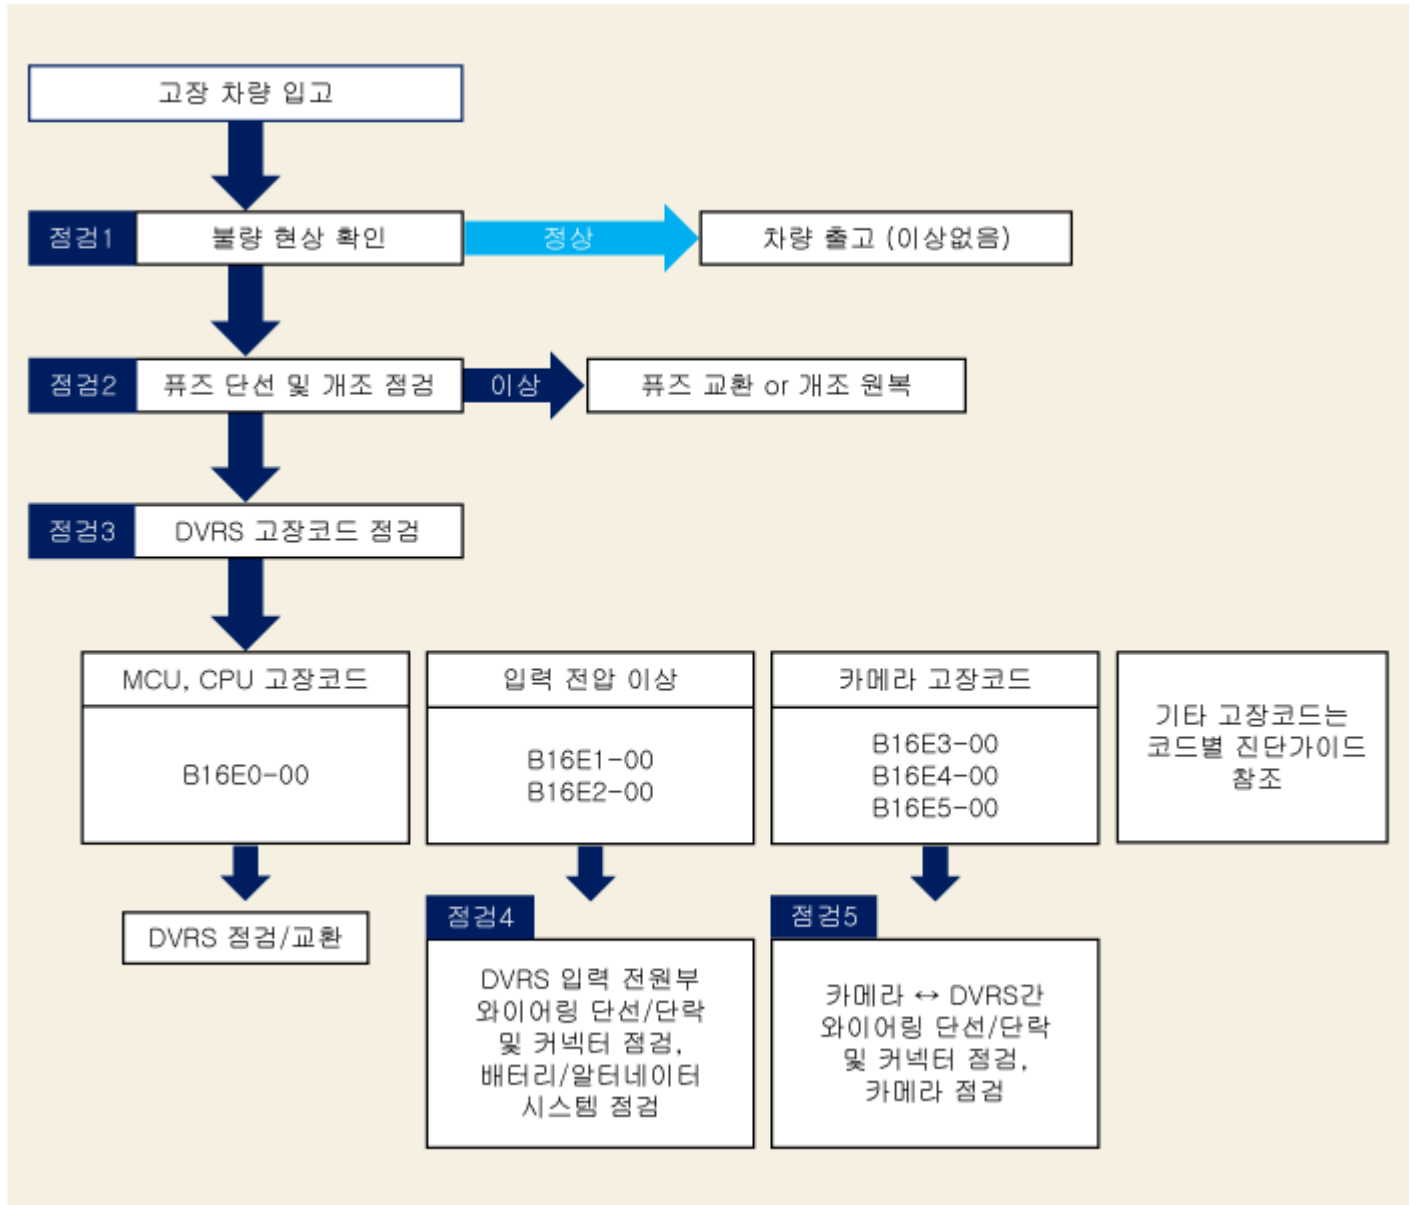 고장 차량 입고
점검1
불량 현상 확인
정상
차량 출고 (이상없음)
점검2
퓨즈 단선 및 개조 점검
이상
퓨즈 교환 or 개조 원복
점검3
DVRS 고장코드 점검
MCU, CPU 고장코드
B16E0-00
DVRS 점검/교환
입력 전압 이상
B16E1-00
B16E2-00
점검4
DVRS 입력 전원부
와이어링 단선/단락
및 커넥터 점검,
배터리/알터네이터
시스템 점검
카메라 고장코드
B16E3-00
B16E4-00
B16E5-00
점검5
카메라 ↔ DVRS간
와이어링 단선/단락
및 커넥터 점검,
카메라 점검
기타 고장코드는
코드별 진단가이드
참조